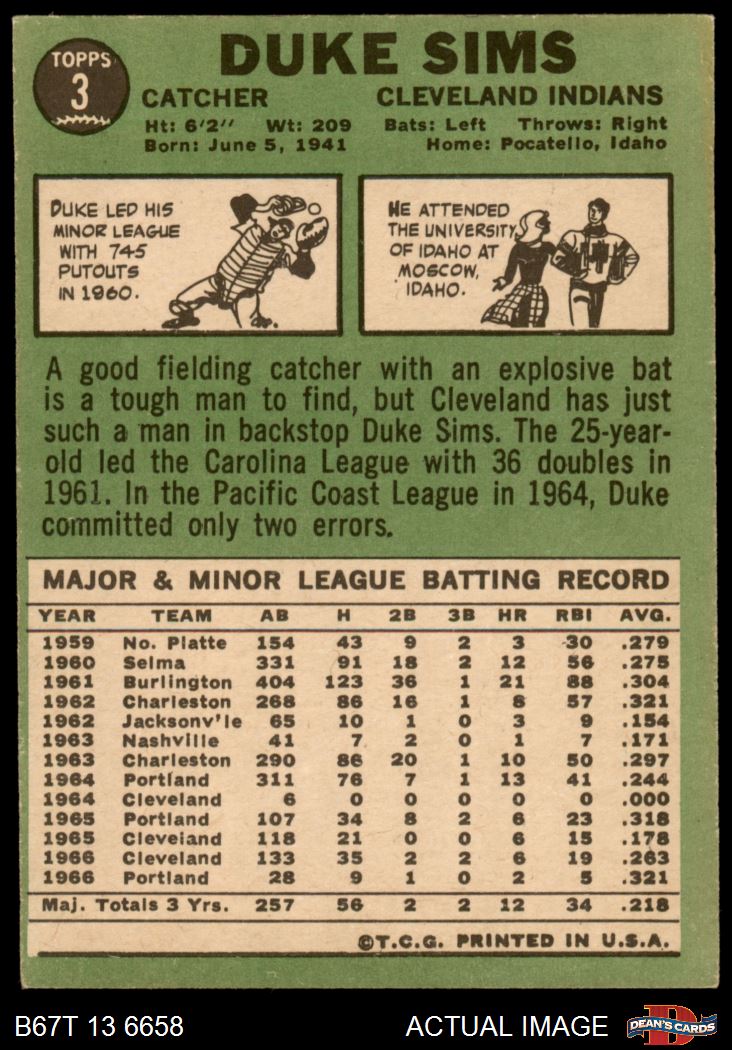 TOPPS
3
DUKE SIMS
CATCHER CLEVELAND INDIANS
Ht: 6'2" Wt: 209 Bats: Left Throws: Right
Born: June 5, 1941 Home: Pocatello, Idaho
DUKE LED HIS
MINOR LEAGUE
WITH 745
PUTOUTS
IN 1960.
HE ATTENDED
THE UNIVERSITY
OF IDAHO AT
MOSCOW,
IDAHO.
A good fielding catcher with an explosive bat
is a tough man to find, but Cleveland has just
such a man in backstop Duke Sims. The 25-year-
old led the Carolina League with 36 doubles in
1961. In the Pacific Coast League in 1964, Duke
committed only two errors.
MAJOR & MINOR LEAGUE BATTING RECORD
YEAR TEAM AB H 2B 3B HR RBI AVG.
1959 No. Platte 154 43 9 2 3 30 .279
1960 Selma 331 91 18 2 12 56 .275
1961 Burlington 404 123 36 1 21 88 .304
1962 Charleston 268 86 16 1 8 57 .321
1962 Jacksonv'le 65 10 1 0 3 9 .154
1963 Nashville 41 7 2 0 1 7 .171
1963 Charleston 290 86 20 1 10 50 .297
1964 Portland 311 76 7 1 13 41 .244
1964 Cleveland 6 0 0 0 0 0 .000
1965 Portland 107 34 8 2 6 23 .318
1965 Cleveland 118 21 0 0 6 15 .178
1966 Cleveland 133 35 2 2 6 19 .263
1966 Portland 28 9 1 0 2 5 .321
Maj. Totals 3 Yrs. 257 56 2 2 12 34 .218
©T.C.G. PRINTED IN U.S.A.
B67T 13 6658 ACTUAL IMAGE
D
DEAN'S CARDS